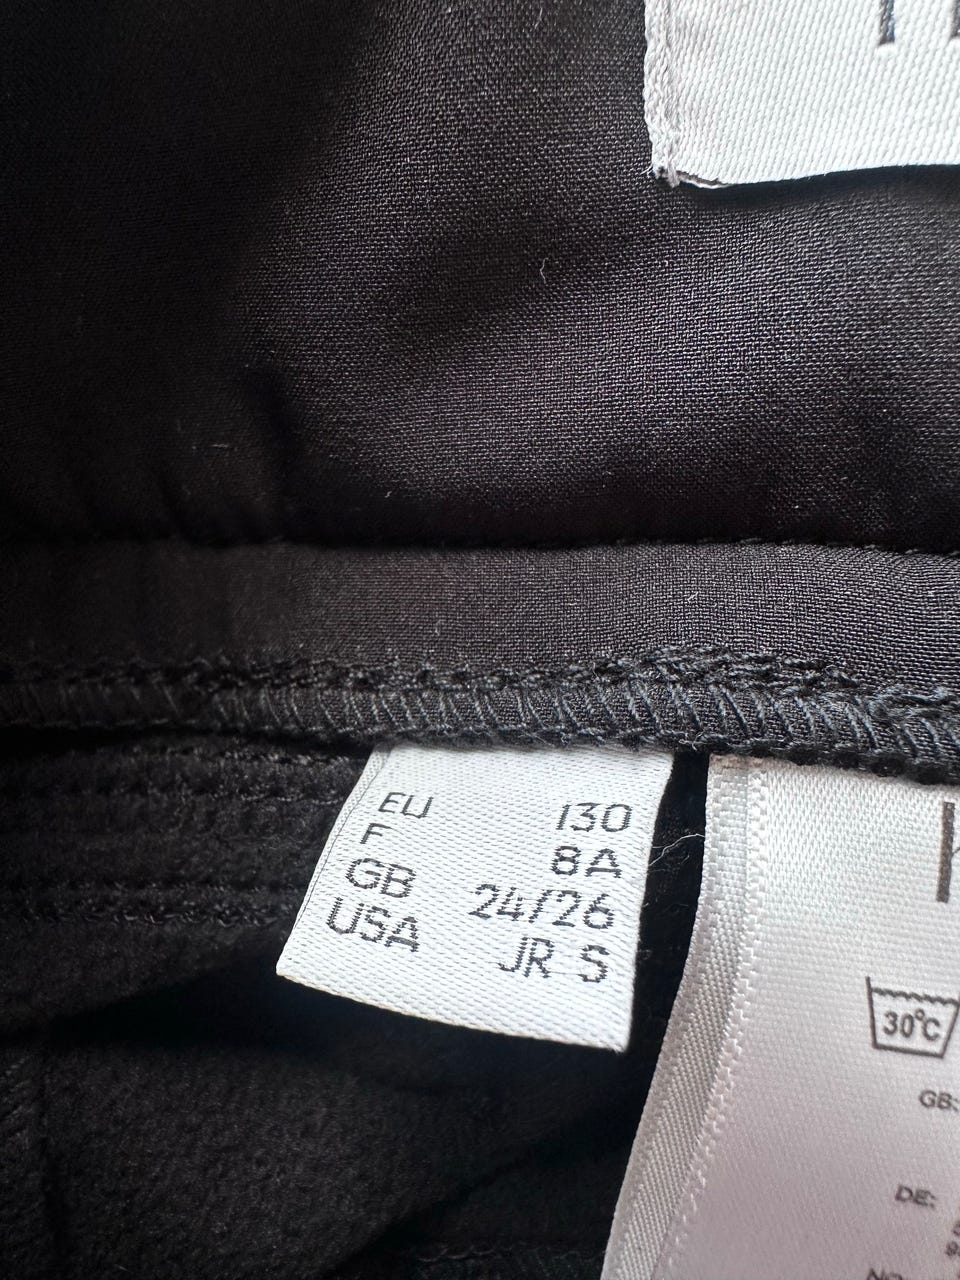 EU 130
F 8A
GB 24/26
USA JR S
30°C
GB:
DE: